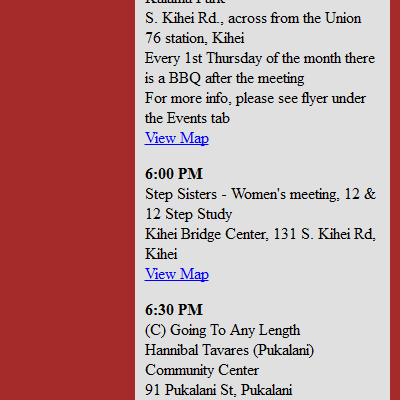 Kalama Park
S. Kihei Rd., across from the Union
76 station, Kihei
Every 1st Thursday of the month there
is a BBQ after the meeting
For more info, please see flyer under
the Events tab
View Map
6:00 PM
Step Sisters - Women's meeting, 12 &
12 Step Study
Kihei Bridge Center, 131 S. Kihei Rd,
Kihei
View Map
6:30 PM
(C) Going To Any Length
Hannibal Tavares (Pukalani)
Community Center
91 Pukalani St, Pukalani